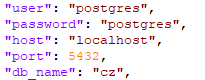 "user": "postgres",
"password": "postgres",
"host": "localhost",
"port": 5432,
"db_name": "cz",